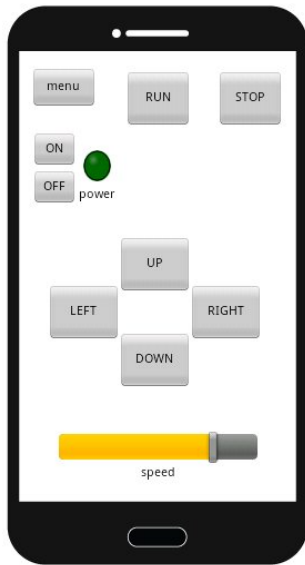 menu
RUN
STOP
ON
OFF
power
UP
LEFT
RIGHT
DOWN
speed